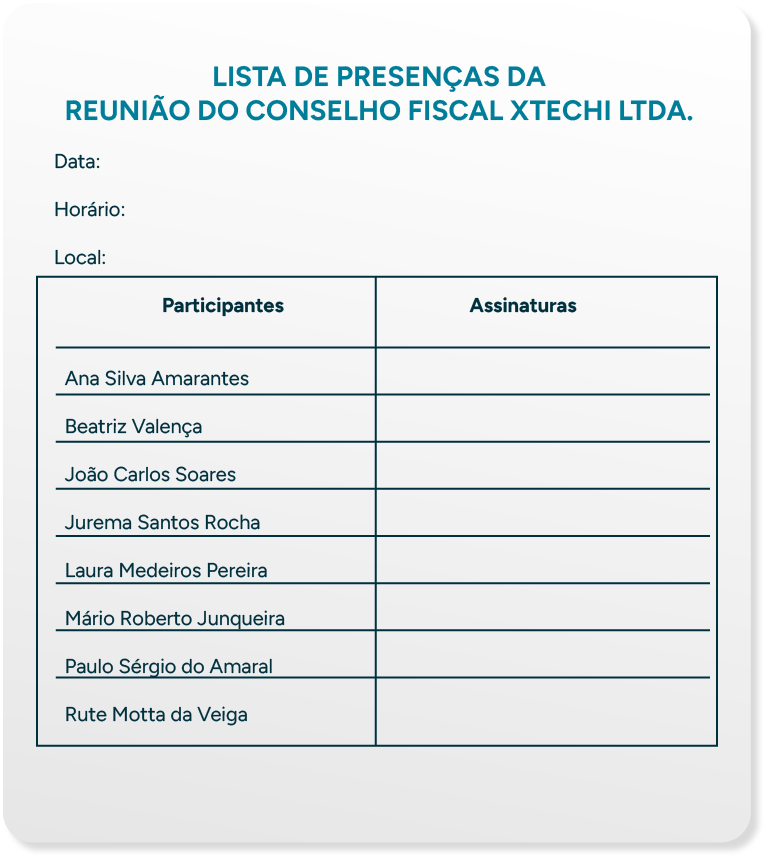 LISTA DE PRESENÇAS DA
REUNIÃO DO CONSELHO FISCAL XTECHI LTDA.
Data:
Horário:
Local:
Participantes Assinaturas
Ana Silva Amarantes
Beatriz Valença
João Carlos Soares
Jurema Santos Rocha
Laura Medeiros Pereira
Mário Roberto Junqueira
Paulo Sérgio do Amaral
Rute Motta da Veiga